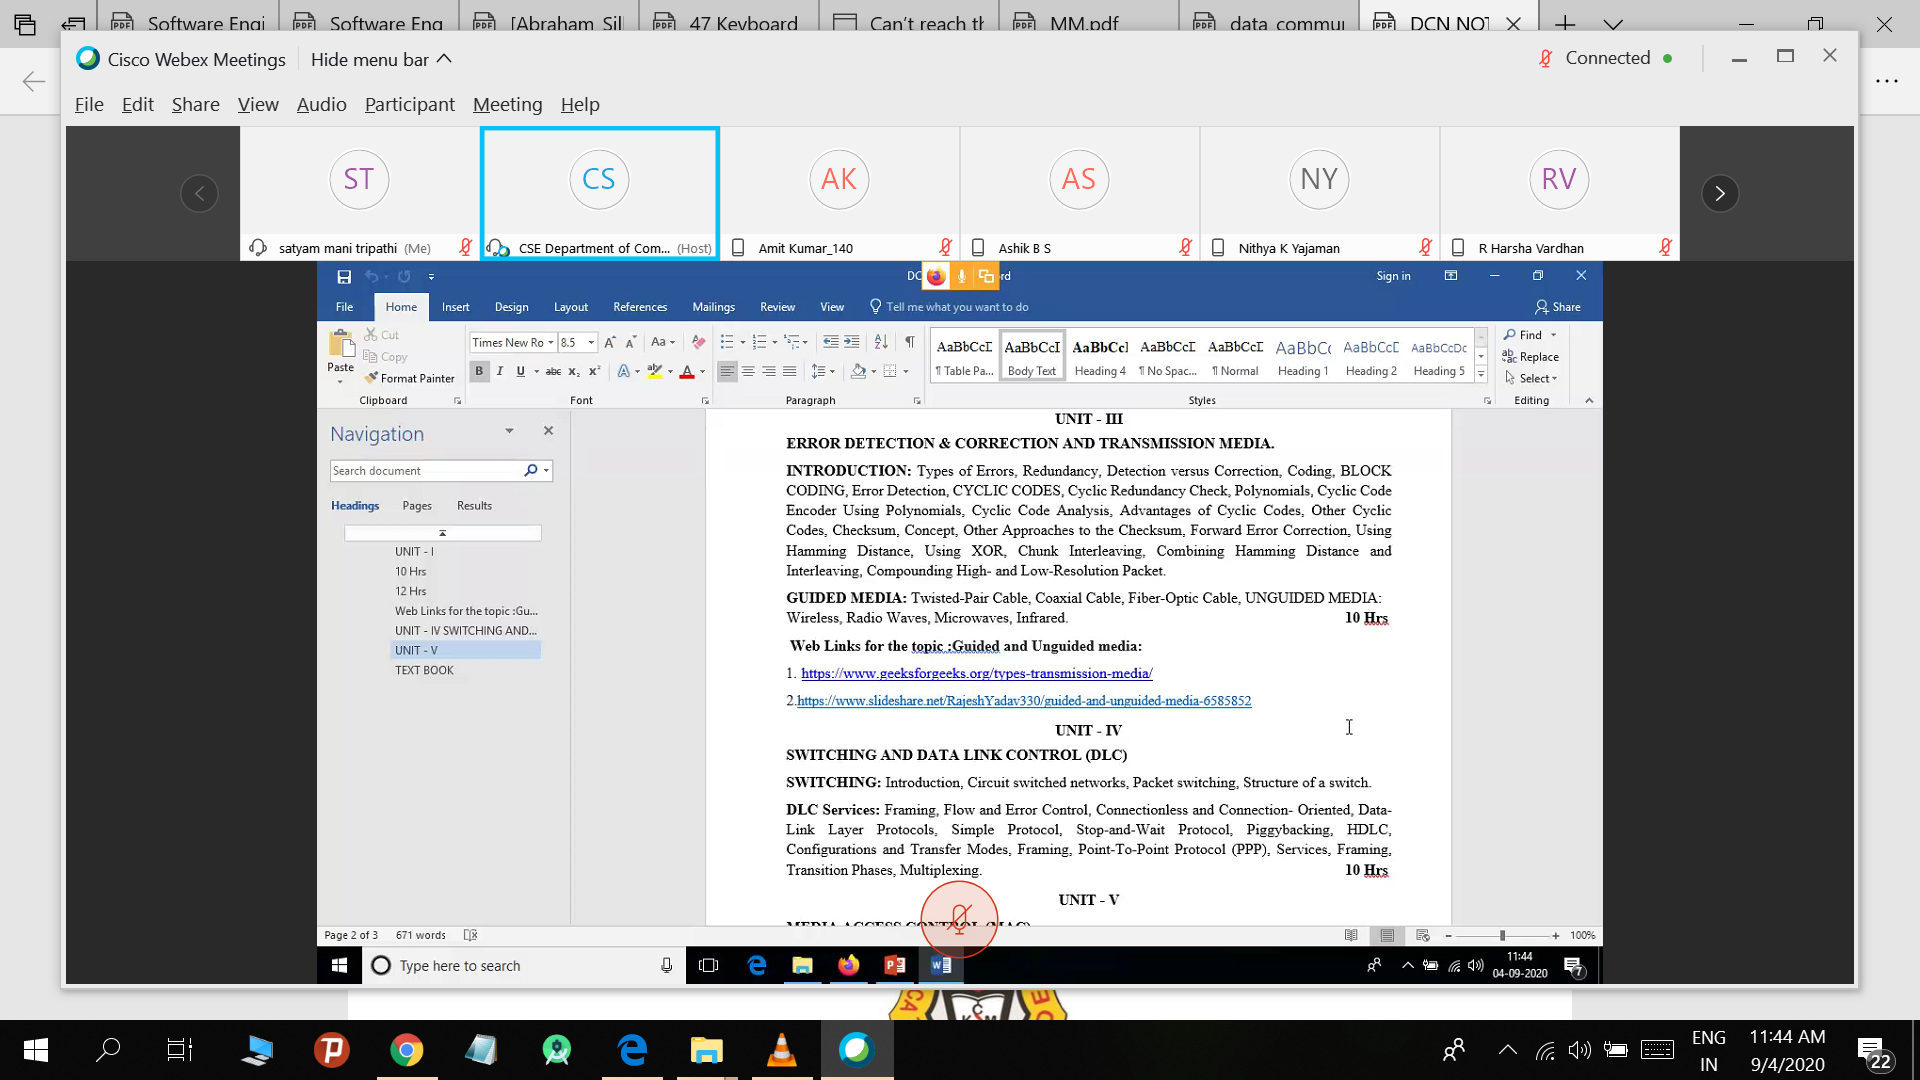 Software Engi
Software Eng
[Abraham_Sil
47 Keyboard
Can't reach th
MM.pdf
data_commu
DCN NOT
Cisco Webex Meetings
Hide menu bar
Connected
File Edit Share View Audio Participant Meeting Help
ST
CS
AK
AS
NY
RV
satyam mani tripathi (Me)
CSE Department of Com... (Host)
Amit Kumar_140
Ashik B S
Nithya K Yajaman
R Harsha Vardhan
DC
rd
Sign in
File Home Insert Design Layout References Mailings Review View Tell me what you want to do
Share
Paste
Cut
Copy
Format Painter
Clipboard
Times New Ro
8.5
Font
Paragraph
AaBbCcI AaBbCcI AaBbCcI AaBbCcI AaBbCcI AaBbC( AaBbCcI AaBbCcDc
¶ Table Pa... Body Text Heading 4 ¶ No Spac... ¶ Normal Heading 1 Heading 2 Heading 5
Styles
Find
Replace
Select
Editing
Navigation
Search document
Headings Pages Results
UNIT - I
10 Hrs
12 Hrs
Web Links for the topic :Gu...
UNIT - IV SWITCHING AND...
UNIT - V
TEXT BOOK
UNIT - III
ERROR DETECTION & CORRECTION AND TRANSMISSION MEDIA.
INTRODUCTION: Types of Errors, Redundancy, Detection versus Correction, Coding, BLOCK
CODING, Error Detection, CYCLIC CODES, Cyclic Redundancy Check, Polynomials, Cyclic Code
Encoder Using Polynomials, Cyclic Code Analysis, Advantages of Cyclic Codes, Other Cyclic
Codes, Checksum, Concept, Other Approaches to the Checksum, Forward Error Correction, Using
Hamming Distance, Using XOR, Chunk Interleaving, Combining Hamming Distance and
Interleaving, Compounding High- and Low-Resolution Packet.
GUIDED MEDIA: Twisted-Pair Cable, Coaxial Cable, Fiber-Optic Cable, UNGUIDED MEDIA:
Wireless, Radio Waves, Microwaves, Infrared. 10 Hrs
Web Links for the topic :Guided and Unguided media:
1. https://www.geeksforgeeks.org/types-transmission-media/
2.https://www.slideshare.net/RajeshYadav330/guided-and-unguided-media-6585852
UNIT - IV
SWITCHING AND DATA LINK CONTROL (DLC)
SWITCHING: Introduction, Circuit switched networks, Packet switching, Structure of a switch.
DLC Services: Framing, Flow and Error Control, Connectionless and Connection- Oriented, Data-
Link Layer Protocols, Simple Protocol, Stop-and-Wait Protocol, Piggybacking, HDLC,
Configurations and Transfer Modes, Framing, Point-To-Point Protocol (PPP), Services, Framing,
Transition Phases, Multiplexing. 10 Hrs
UNIT - V
MEDIA ACCESS CONTROL (MAC)
Page 2 of 3 671 words
100%
Type here to search
11:44
04-09-2020
7
K S M
ENG
IN
11:44 AM
9/4/2020
22